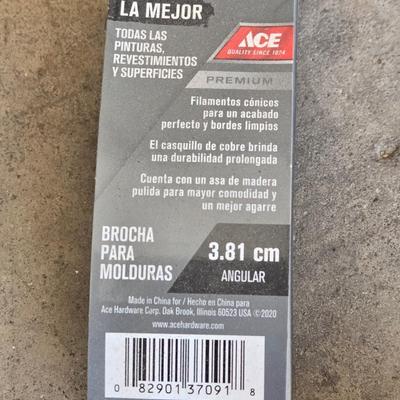 LA MEJOR
TODAS LAS
PINTURAS,
REVESTIMIENTOS
Y SUPERFICIES
ACE
QUALITY SINCE 1924
PREMIUM
Filamentos cónicos
para un acabado
perfecto y bordes limpios
El casquillo de cobre brinda
una durabilidad prolongada
Cuenta con un asa de madera
pulida para mayor comodidad y
un mejor agarre
BROCHA
PARA
MOLDURAS
3.81 cm
ANGULAR
Made in China for / Hecho en China para
Ace Hardware Corp. Oak Brook, Illinois 60523 USA ©2020
www.acehardware.com
0 82901 37091 8